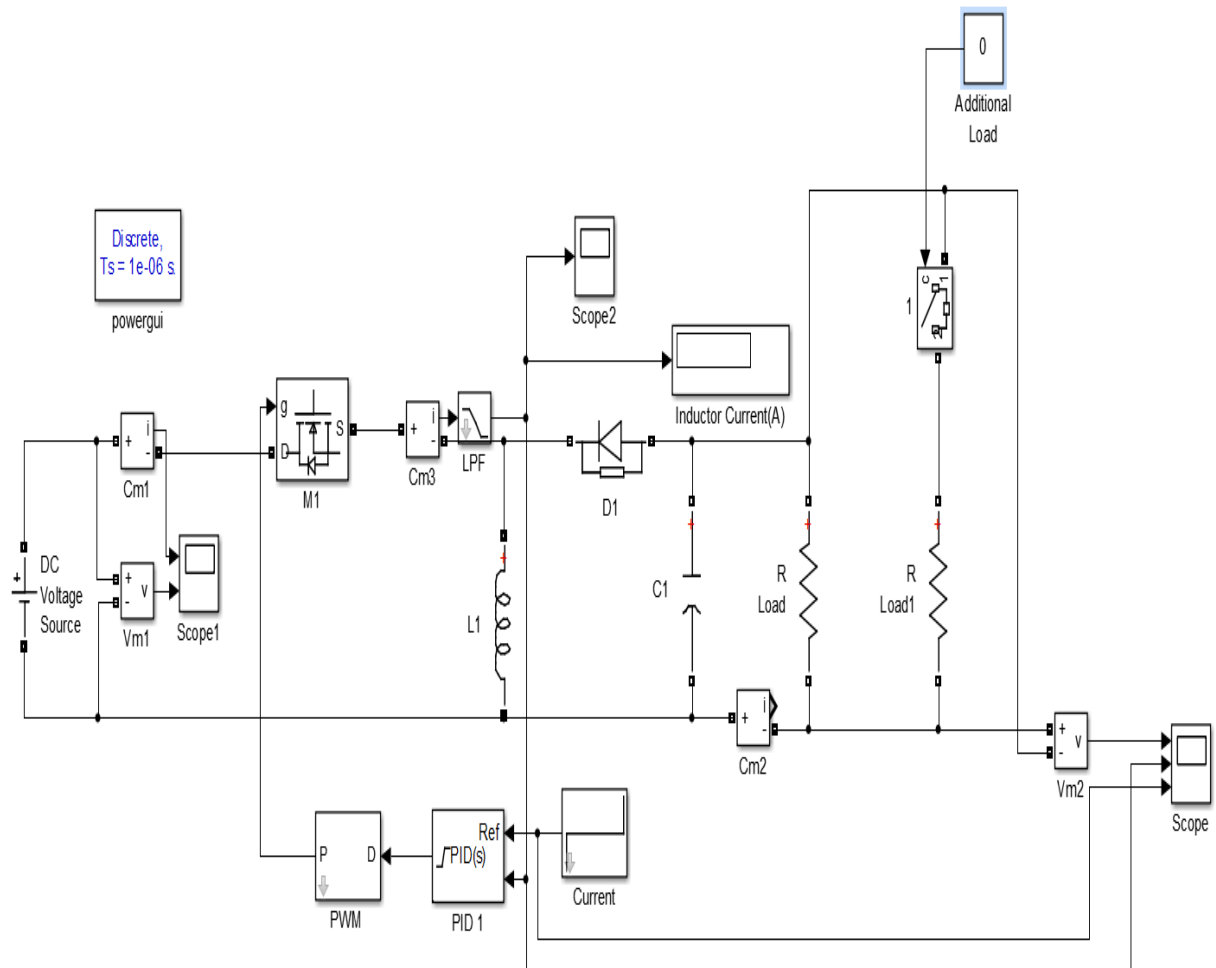 0
Additional
Load
Discrete,
Ts = 1e-06 s.
powergui
Scope2
c
1
2
1
Inductor Current(A)
g
D
S
M1
+
i
-
Cm1
+
i
-
Cm3
LPF
D1
+
DC
Voltage
Source
+
-
v
Vm1
Scope1
+
L1
+
C1
+
R
Load
+
R
Load1
+
i
-
Cm2
+
-
v
Vm2
Scope
P
D
PWM
Ref
PID(s)
PID 1
Current